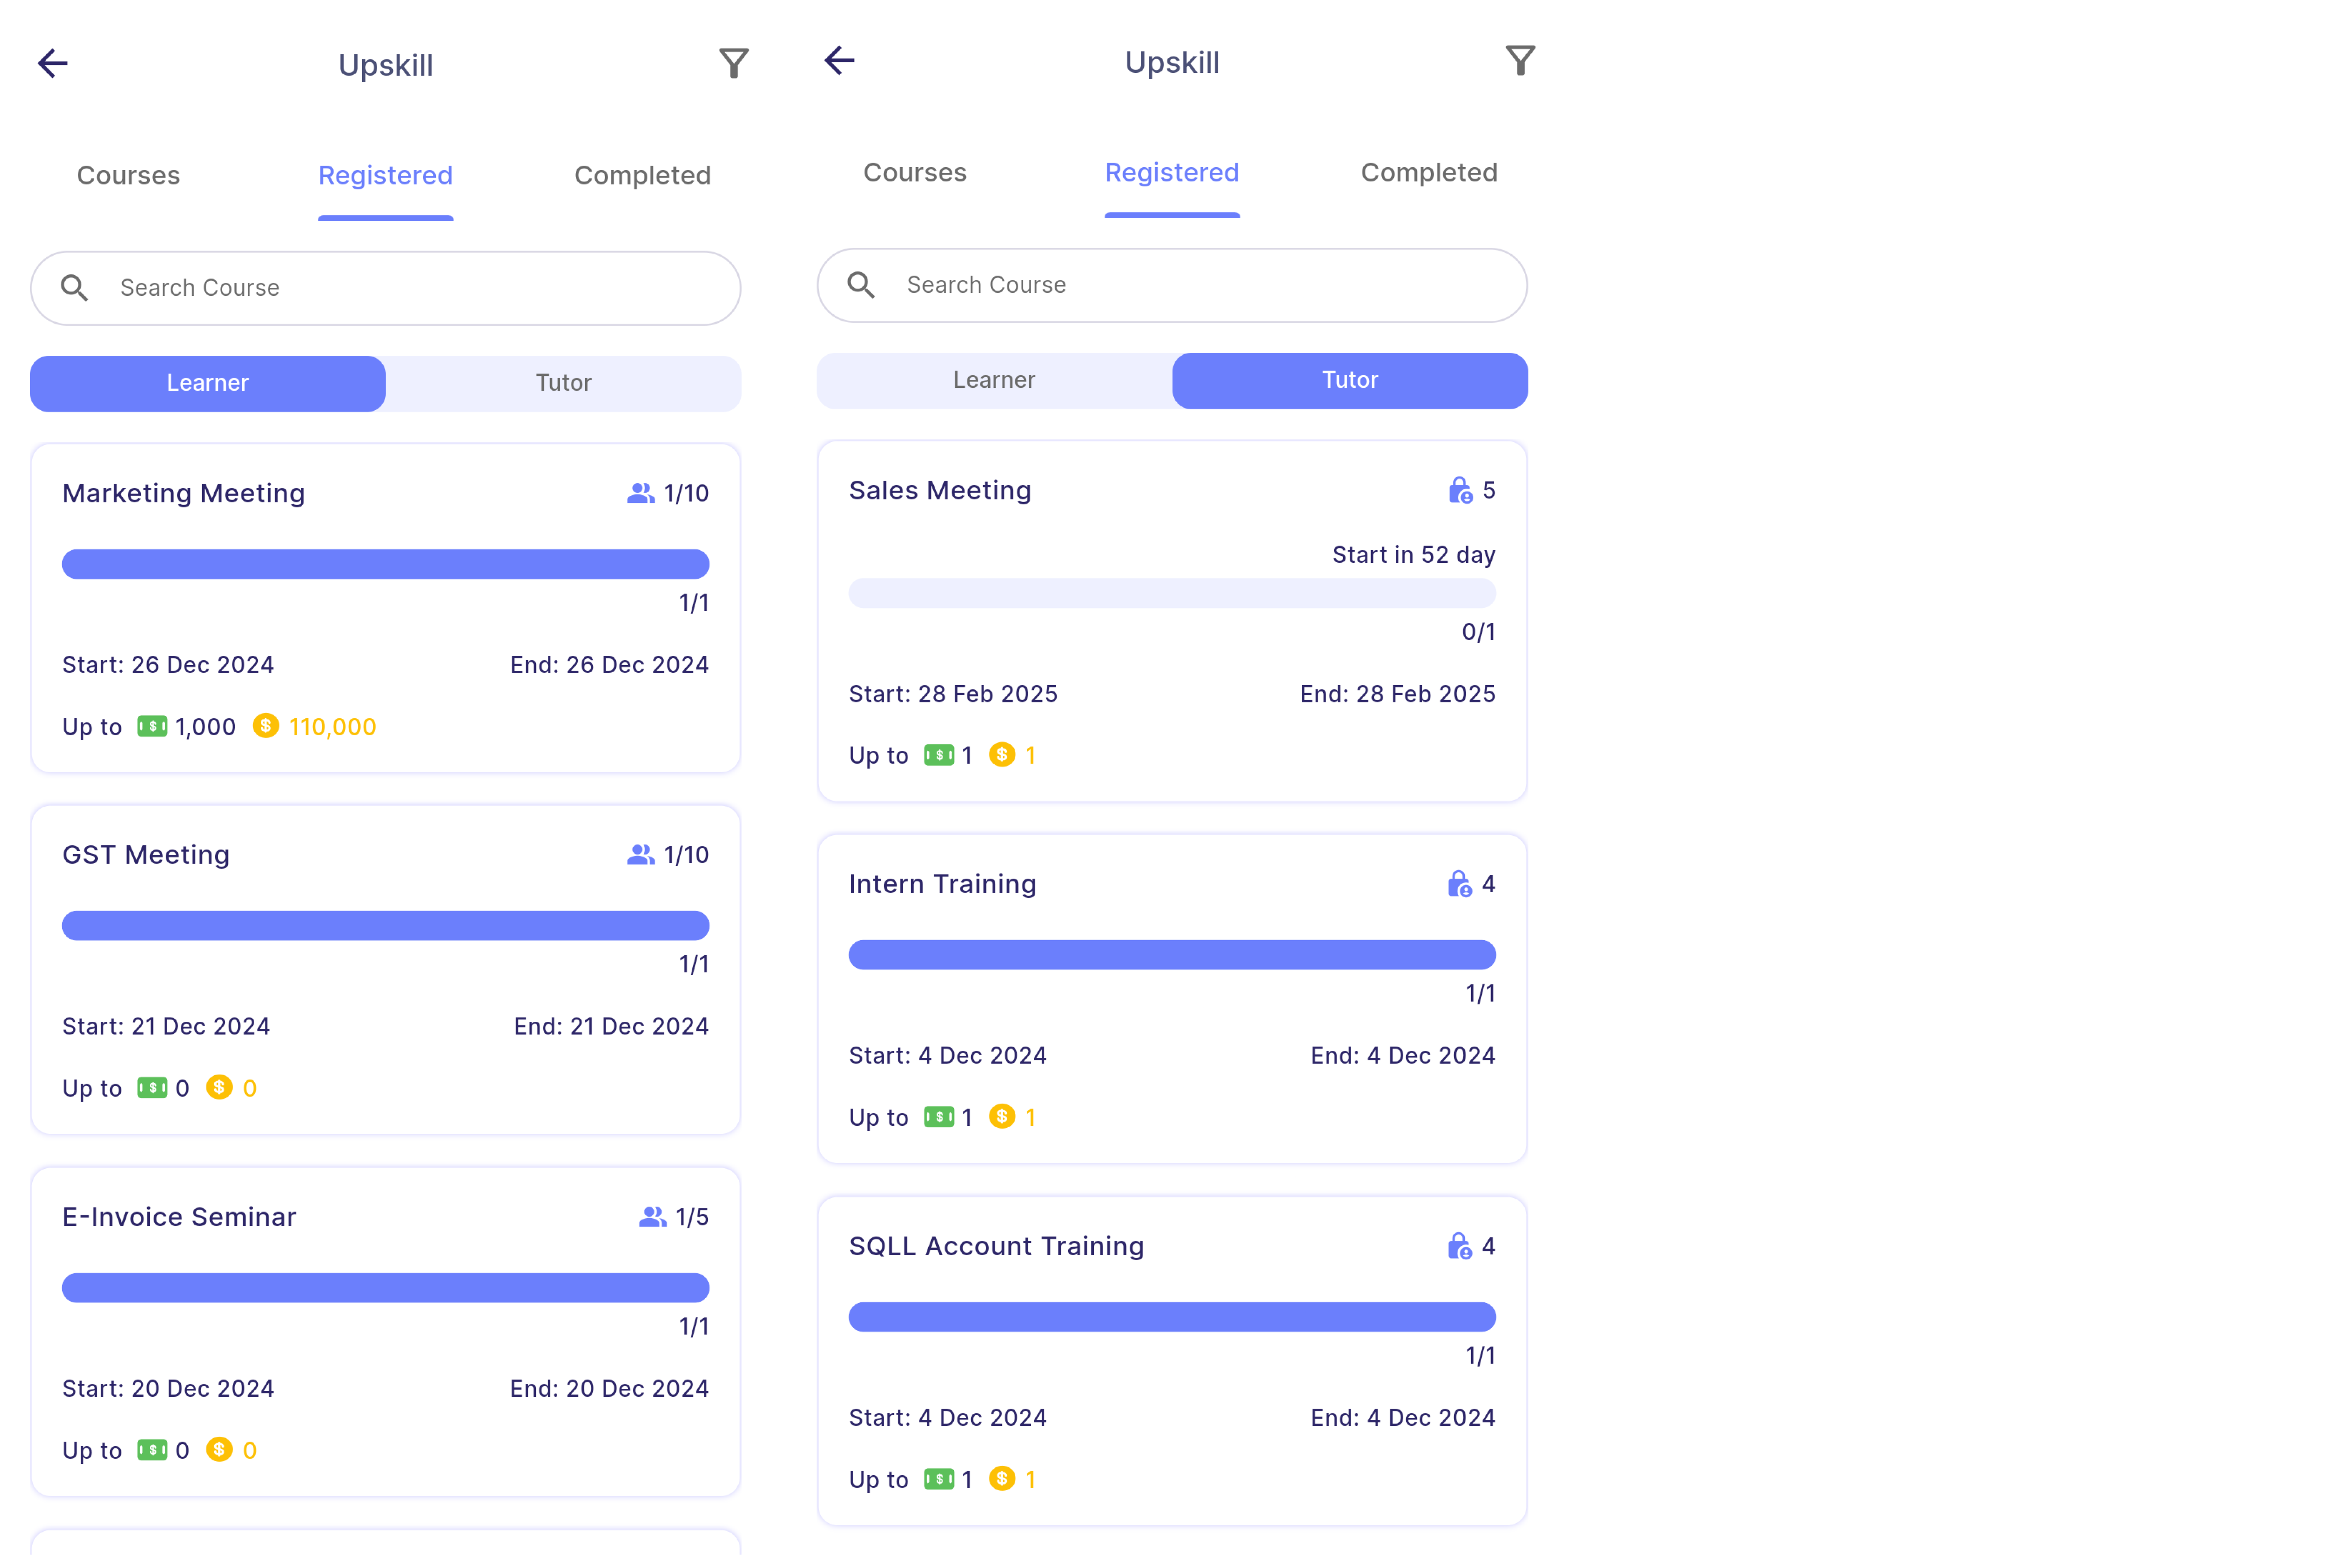 Upskill
Courses Registered Completed
Search Course
Learner Tutor
Marketing Meeting 1/10
1/1
Start: 26 Dec 2024 End: 26 Dec 2024
Up to $ 1,000 $ 110,000
GST Meeting 1/10
1/1
Start: 21 Dec 2024 End: 21 Dec 2024
Up to $ 0 $ 0
E-Invoice Seminar 1/5
1/1
Start: 20 Dec 2024 End: 20 Dec 2024
Up to $ 0 $ 0
Upskill
Courses Registered Completed
Search Course
Learner Tutor
Sales Meeting 5
Start in 52 day
0/1
Start: 28 Feb 2025 End: 28 Feb 2025
Up to $ 1 $ 1
Intern Training 4
1/1
Start: 4 Dec 2024 End: 4 Dec 2024
Up to $ 1 $ 1
SQLL Account Training 4
1/1
Start: 4 Dec 2024 End: 4 Dec 2024
Up to $ 1 $ 1